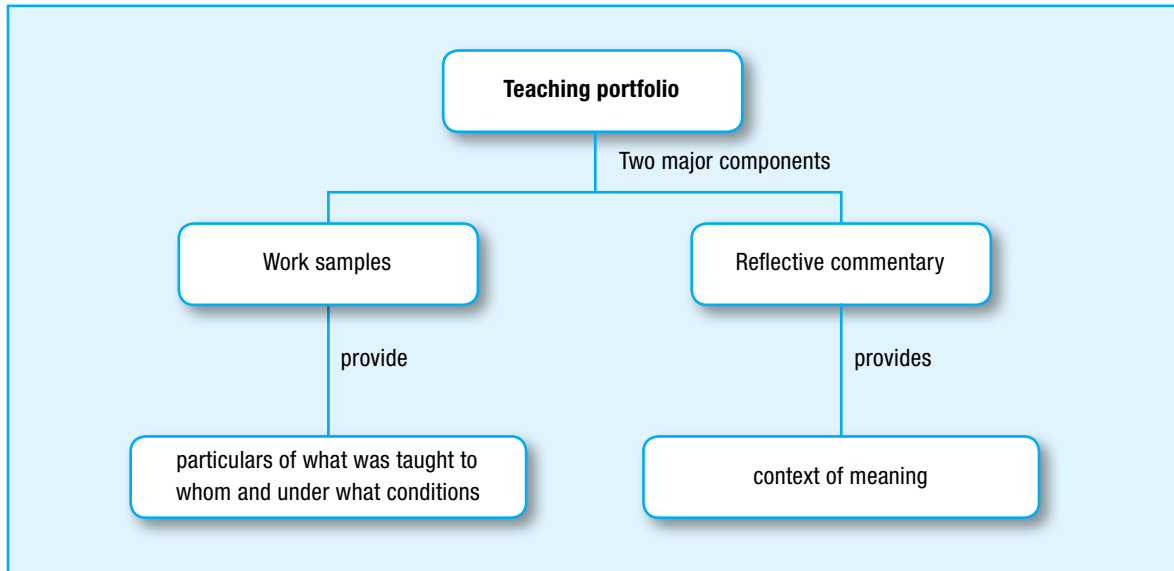 Teaching portfolio
Two major components
Work samples
Reflective commentary
provide
provides
particulars of what was taught to
whom and under what conditions
context of meaning